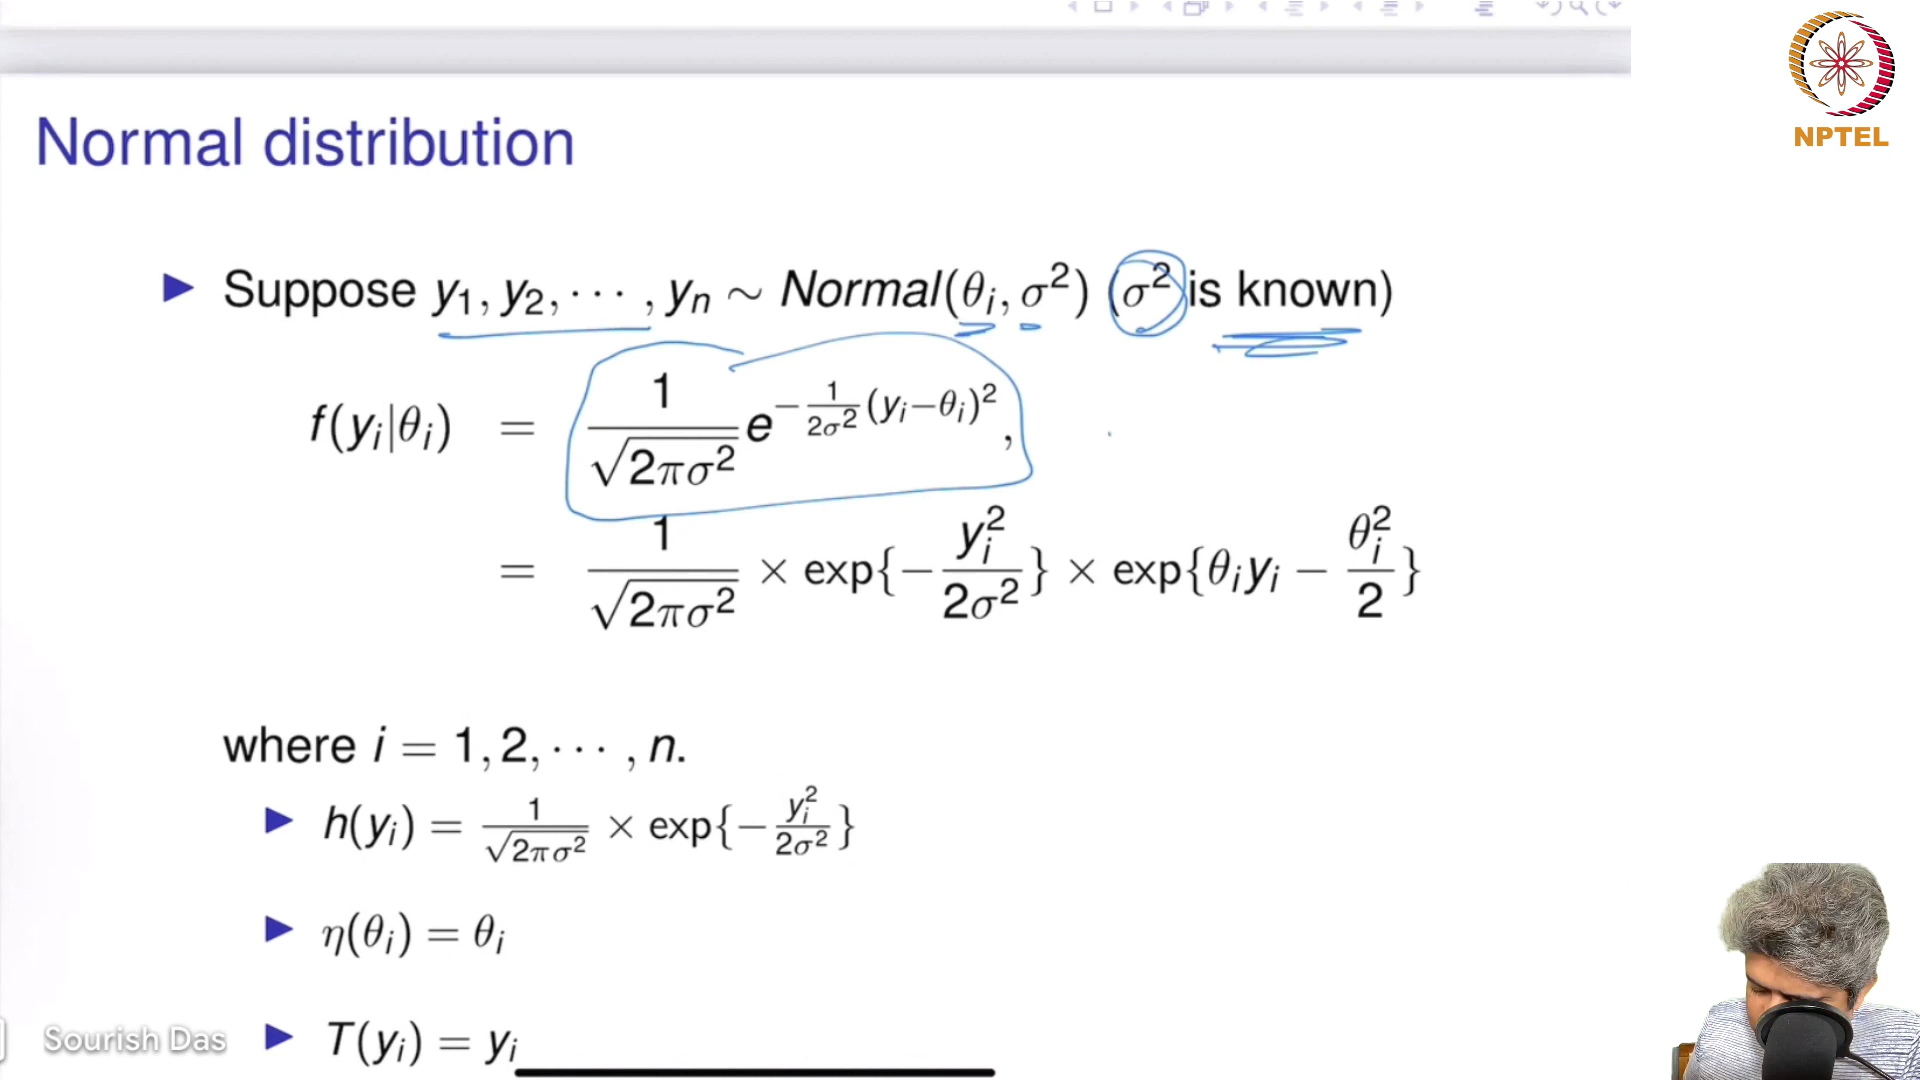 NPTEL
Normal distribution
▶ Suppose y₁, y₂, ⋯ , yₙ ∼ Normal(θᵢ, σ²) (σ² is known)
f(yᵢ|θᵢ) = 1/√(2πσ²) e^{−1/(2σ²) (yᵢ−θᵢ)²},
= 1/√(2πσ²) × exp{−yᵢ²/(2σ²)} × exp{θᵢyᵢ − θᵢ²/2}
where i = 1, 2, ⋯ , n.
▶ h(yᵢ) = 1/√(2πσ²) × exp{−yᵢ²/(2σ²)}
▶ η(θᵢ) = θᵢ
▶ T(yᵢ) = yᵢ
Sourish Das